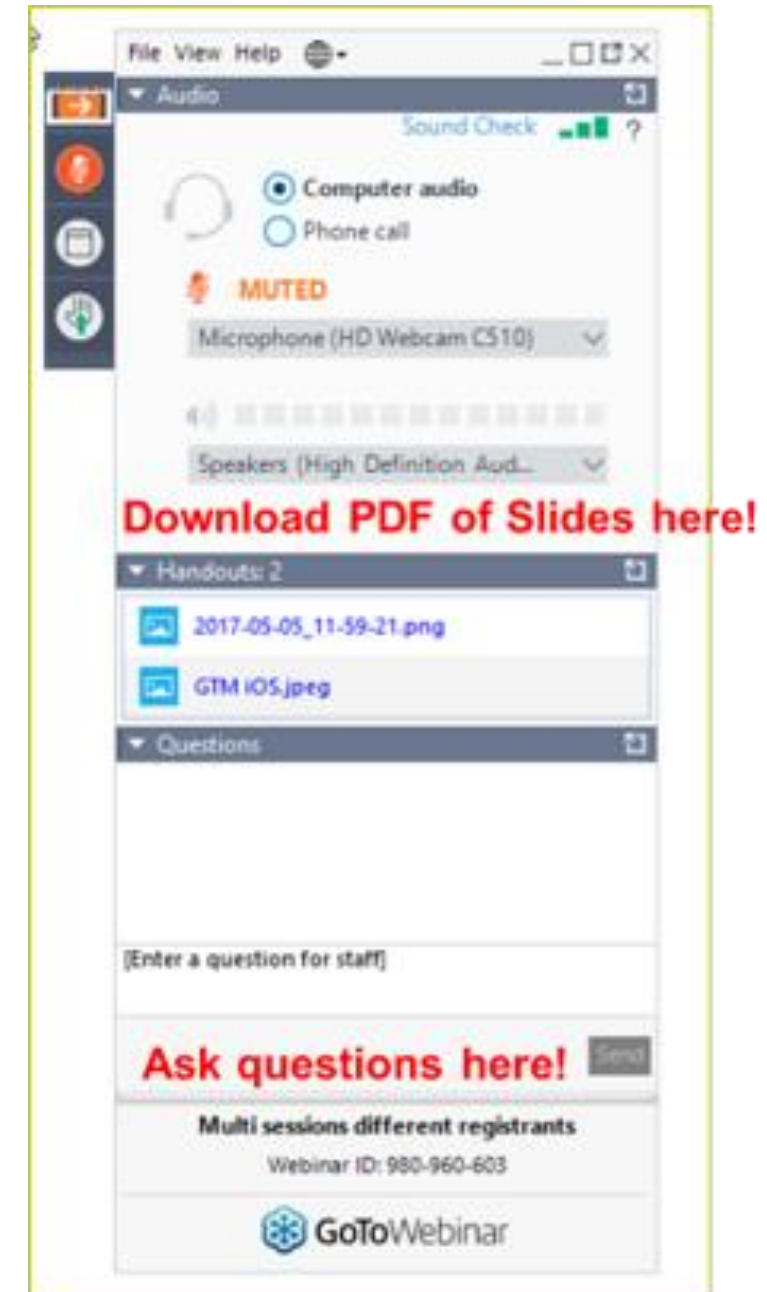 File View Help
Audio
Sound Check ?
Computer audio
Phone call
MUTED
Microphone (HD Webcam C510)
Speakers (High Definition Aud...
Download PDF of Slides here!
Handouts: 2
2017-05-05_11-59-21.png
GTM iOS.jpeg
Questions
[Enter a question for staff]
Ask questions here!
Send
Multi sessions different registrants
Webinar ID: 980-960-603
GoToWebinar